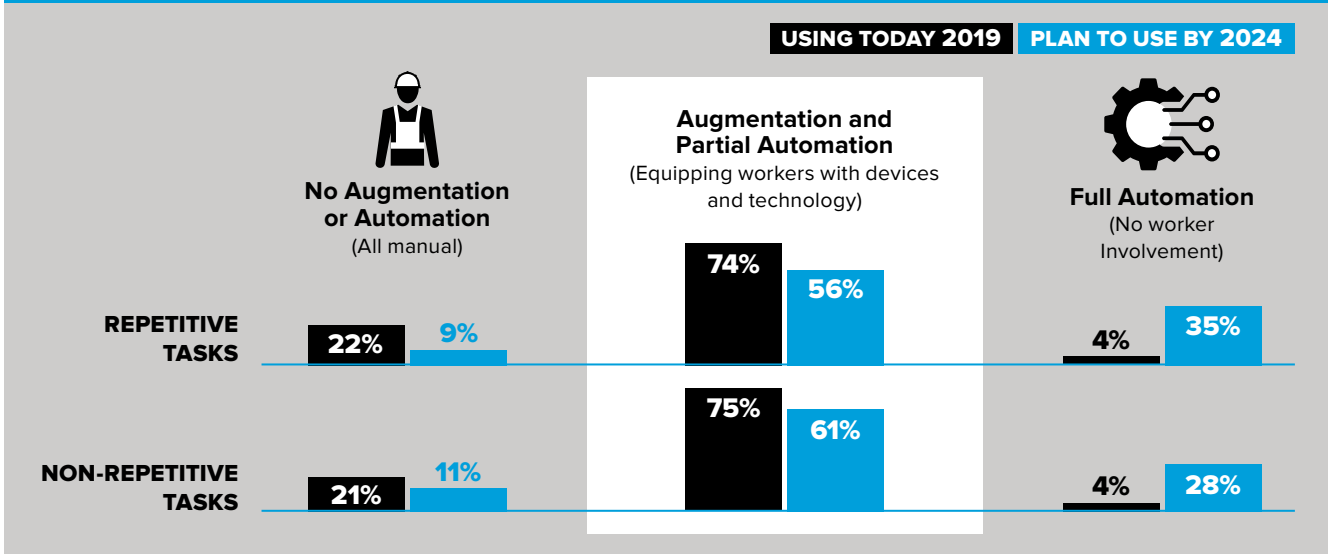 USING TODAY 2019
PLAN TO USE BY 2024
No Augmentation
or Automation
(All manual)
Augmentation and
Partial Automation
(Equipping workers with devices
and technology)
Full Automation
(No worker
Involvement)
REPETITIVE
TASKS
22%
9%
74%
56%
4%
35%
NON-REPETITIVE
TASKS
21%
11%
75%
61%
4%
28%